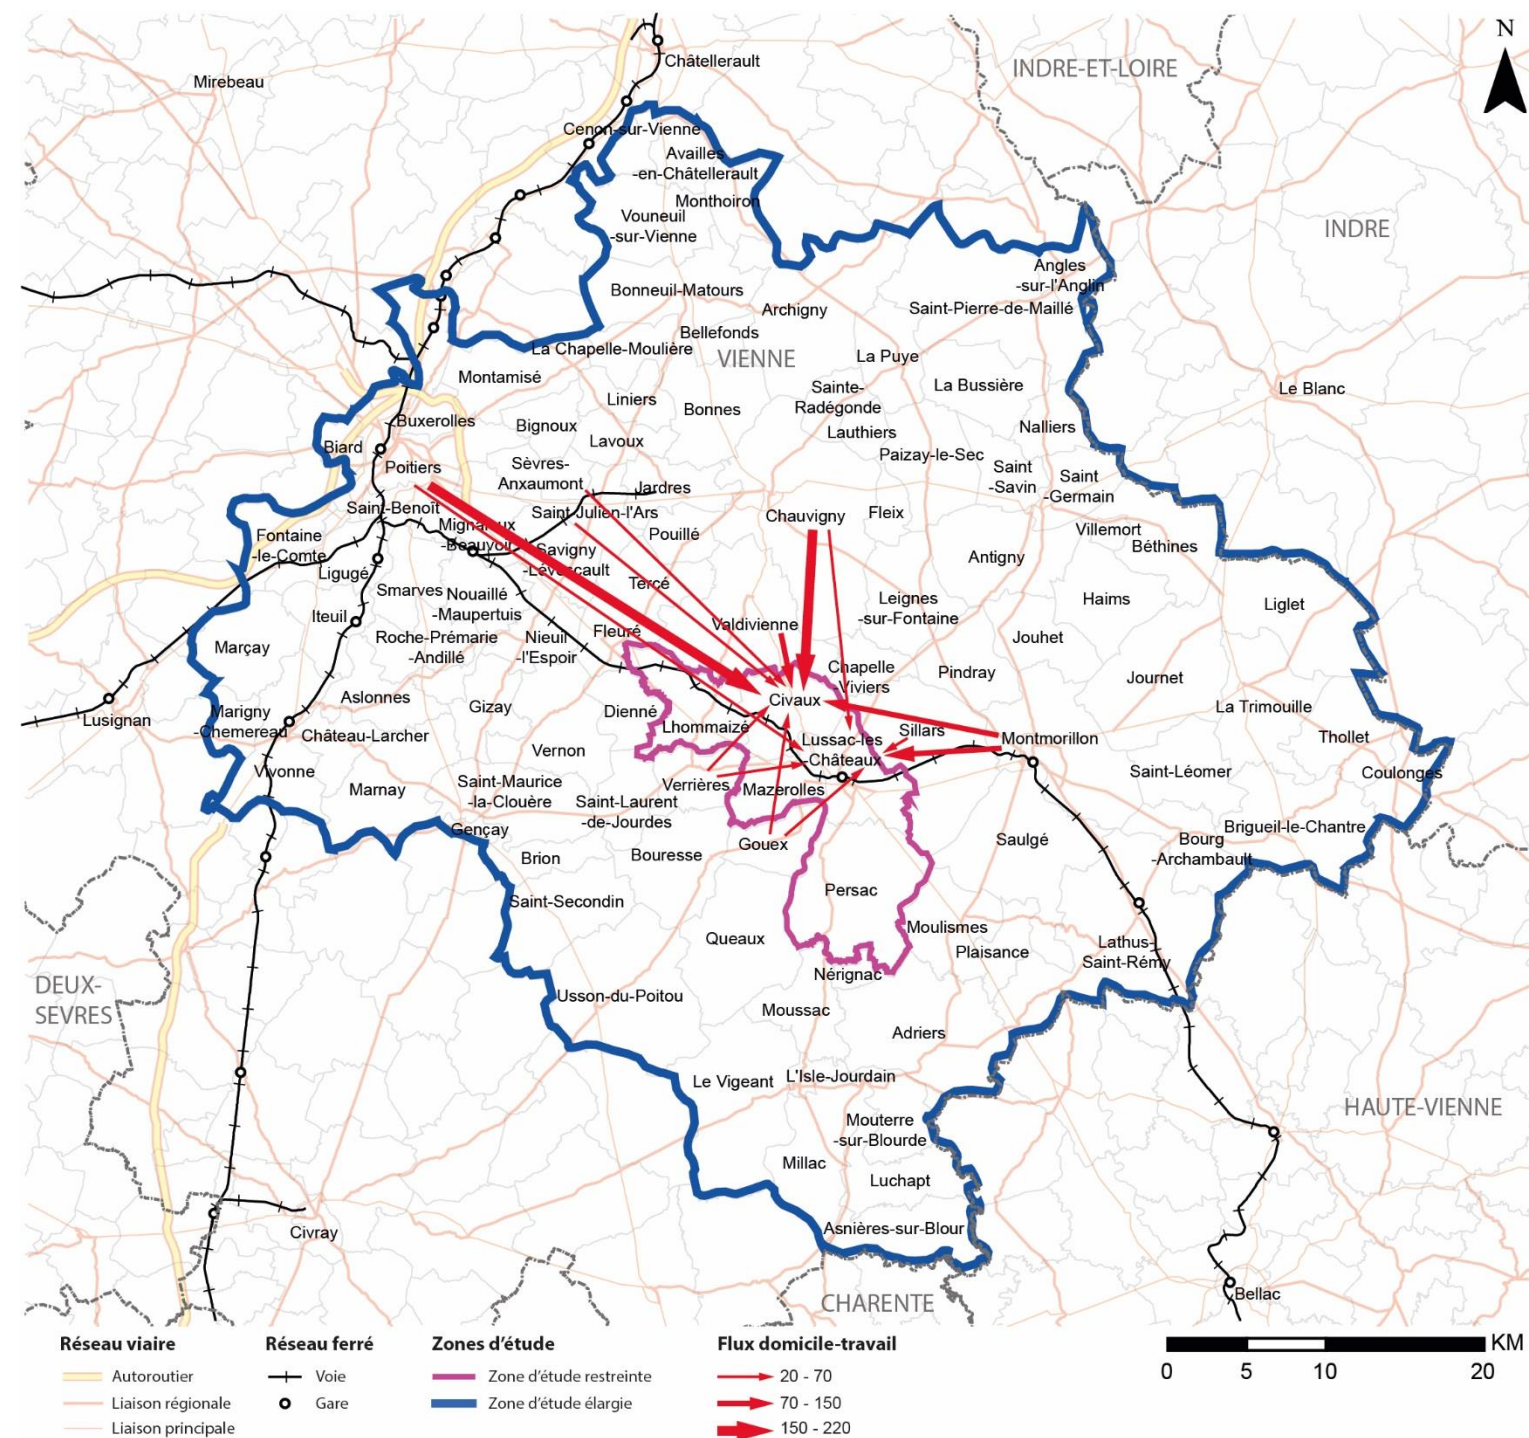 N
Châtellerault
INDRE-ET-LOIRE
Mirebeau
Cenon-sur-Vienne
Availles
-en-Châtellerault
Monthoiron
Vouneuil
-sur-Vienne
INDRE
Angles
-sur-l'Anglin
Bonneuil-Matours
Archigny
Saint-Pierre-de-Maillé
Bellefonds
La Chapelle-Moulière
VIENNE
La Puye
Montamisé
La Bussière
Le Blanc
Sainte-
Radégonde
Liniers
Bonnes
Buxerolles
Bignoux
Lauthiers
Nalliers
Biard
Lavoux
Paizay-le-Sec
Poitiers
Sèvres-
Anxaumont
Saint
-Savin
Saint
-Germain
Jardres
Saint-Benoît
Saint-Julien-l'Ars
Chauvigny
Fleix
Mignaloux
-Beauvoir
Pouillé
Villemort
Fontaine
-le-Comte
Savigny
-Lévescault
Béthines
Antigny
Ligugé
Tercé
Smarves
Nouaillé
-Maupertuis
Leignes
-sur-Fontaine
Haims
Liglet
Iteuil
Valdivienne
Fleuré
Roche-Prémarie
-Andillé
Nieuil
-l'Espoir
Jouhet
Marçay
Chapelle
-Viviers
Pindray
Journet
Aslonnes
Civaux
Gizay
Dienné
La Trimouille
Lusignan
Marigny
-Chemereau
Lhommaizé
Sillars
Château-Larcher
Lussac-les
-Châteaux
Montmorillon
Thollet
Vernon
Vivonne
Saint-Léomer
Coulonges
Marnay
Saint-Maurice
-la-Clouère
Verrières
Mazerolles
Saint-Laurent
-de-Jourdes
Gençay
Brigueil-le-Chantre
Gouex
Saulgé
Bourg
-Archambault
Brion
Bouresse
Persac
Saint-Secondin
Moulismes
Queaux
Plaisance
Lathus-
Saint-Rémy
Nérignac
DEUX-
SEVRES
Usson-du-Poitou
Moussac
Adriers
Le Vigeant
L'Isle-Jourdain
HAUTE-VIENNE
Mouterre
-sur-Blourde
Millac
Luchapt
Civray
Asnières-sur-Blour
Bellac
CHARENTE
Réseau viaire
Autoroutier
Liaison régionale
Liaison principale
Réseau ferré
Voie
Gare
Zones d'étude
Zone d'étude restreinte
Zone d'étude élargie
Flux domicile-travail
20 - 70
70 - 150
150 - 220
KM
0 5 10 20